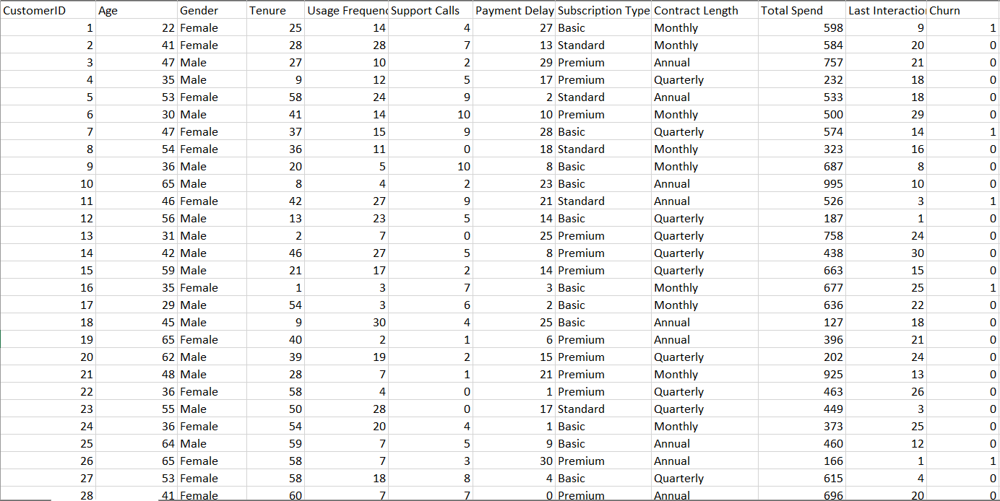 CustomerID Age Gender Tenure Usage Frequenc Support Calls Payment Delay Subscription Type Contract Length Total Spend Last Interactio Churn
1 22 Female 25 14 4 27 Basic Monthly 598 9 1
2 41 Female 28 28 7 13 Standard Monthly 584 20 0
3 47 Male 27 10 2 29 Premium Annual 757 21 0
4 35 Male 9 12 5 17 Premium Quarterly 232 18 0
5 53 Female 58 24 9 2 Standard Annual 533 18 0
6 30 Male 41 14 10 10 Premium Monthly 500 29 0
7 47 Female 37 15 9 28 Basic Quarterly 574 14 1
8 54 Female 36 11 0 18 Standard Monthly 323 16 0
9 36 Male 20 5 10 8 Basic Monthly 687 8 0
10 65 Male 8 4 2 23 Basic Annual 995 10 0
11 46 Female 42 27 9 21 Standard Annual 526 3 1
12 56 Male 13 23 5 14 Basic Quarterly 187 1 0
13 31 Male 2 7 0 25 Premium Quarterly 758 24 0
14 42 Male 46 27 5 8 Premium Quarterly 438 30 0
15 59 Male 21 17 2 14 Premium Quarterly 663 15 0
16 35 Female 1 3 7 3 Basic Monthly 677 25 1
17 29 Male 54 3 6 2 Basic Monthly 636 22 0
18 45 Male 9 30 4 25 Basic Annual 127 18 0
19 65 Female 40 2 1 6 Premium Annual 396 21 0
20 62 Male 39 19 2 15 Premium Quarterly 202 24 0
21 48 Male 28 7 1 21 Premium Monthly 925 13 0
22 36 Female 58 4 0 1 Premium Quarterly 463 26 0
23 55 Male 50 28 0 17 Standard Quarterly 449 3 0
24 36 Female 54 20 4 1 Basic Monthly 373 25 0
25 64 Male 59 7 5 9 Basic Annual 460 12 0
26 65 Female 58 7 3 30 Premium Annual 166 1 1
27 53 Female 58 18 8 4 Basic Quarterly 615 4 0
28 41 Female 60 7 7 0 Premium Annual 696 20 0